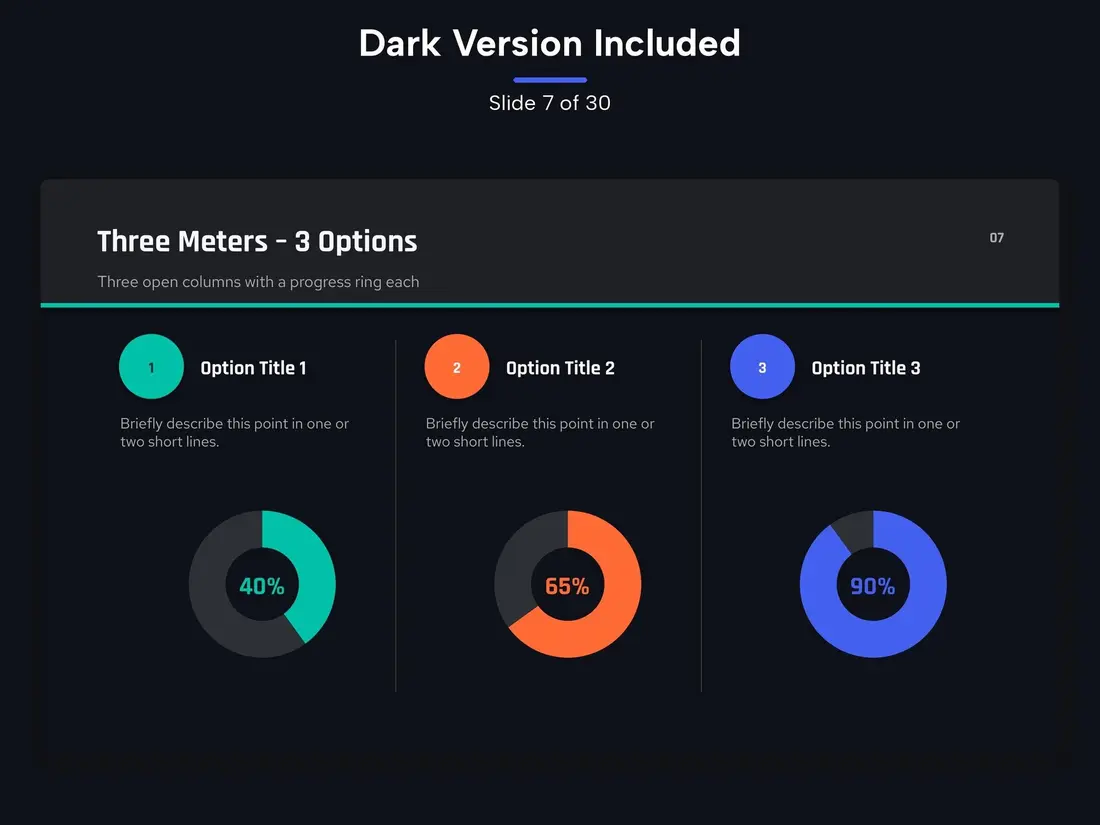 Dark Version Included
Slide 7 of 30
Three Meters – 3 Options
07
Three open columns with a progress ring each
1
Option Title 1
Briefly describe this point in one or
two short lines.
40%
2
Option Title 2
Briefly describe this point in one or
two short lines.
65%
3
Option Title 3
Briefly describe this point in one or
two short lines.
90%